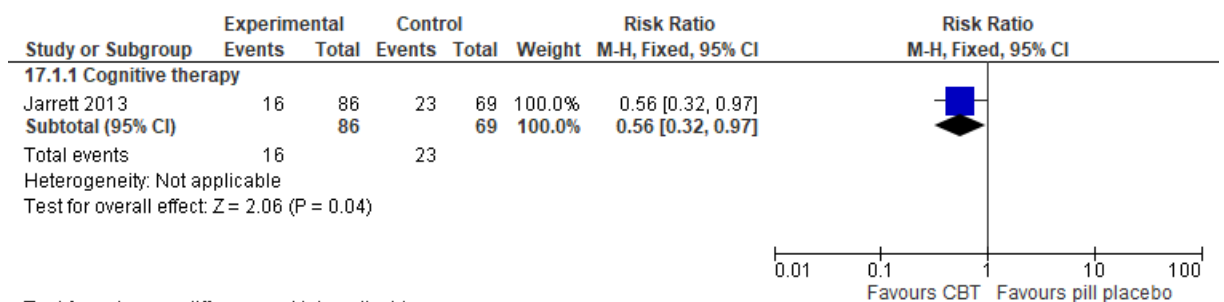 Experimental Control Risk Ratio Risk Ratio
Study or Subgroup Events Total Events Total Weight M-H, Fixed, 95% CI M-H, Fixed, 95% CI
17.1.1 Cognitive therapy
Jarrett 2013 16 86 23 69 100.0% 0.56 [0.32, 0.97]
Subtotal (95% CI) 86 69 100.0% 0.56 [0.32, 0.97]
Total events 16 23
Heterogeneity: Not applicable
Test for overall effect: Z = 2.06 (P = 0.04)
0.01 0.1 1 10 100
Favours CBT Favours pill placebo